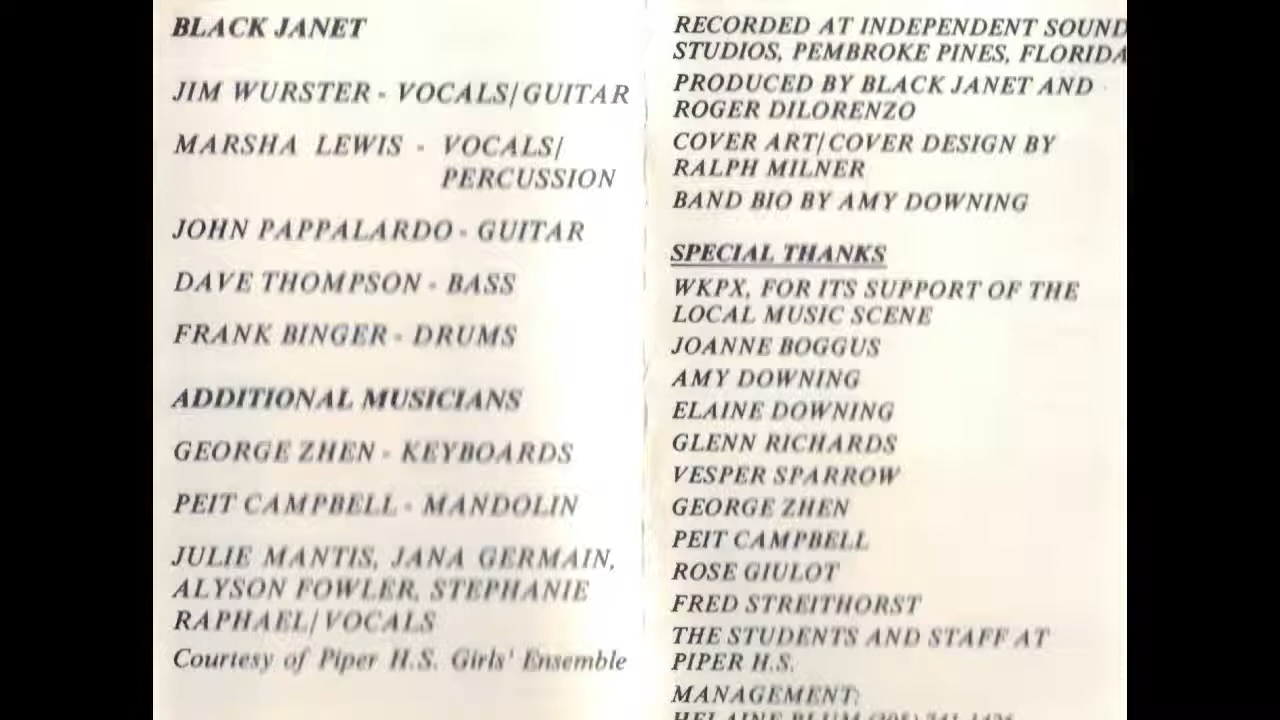 BLACK JANET
JIM WURSTER - VOCALS/GUITAR
MARSHA LEWIS - VOCALS/
PERCUSSION
JOHN PAPPALARDO - GUITAR
DAVE THOMPSON - BASS
FRANK BINGER - DRUMS
ADDITIONAL MUSICIANS
GEORGE ZHEN - KEYBOARDS
PEIT CAMPBELL - MANDOLIN
JULIE MANTIS, JANA GERMAIN,
ALYSON FOWLER, STEPHANIE
RAPHAEL/VOCALS
Courtesy of Piper H.S. Girls' Ensemble
RECORDED AT INDEPENDENT SOUND
STUDIOS, PEMBROKE PINES, FLORIDA
PRODUCED BY BLACK JANET AND
ROGER DILORENZO
COVER ART/COVER DESIGN BY
RALPH MILNER
BAND BIO BY AMY DOWNING
SPECIAL THANKS
WKPX, FOR ITS SUPPORT OF THE
LOCAL MUSIC SCENE
JOANNE BOGGUS
AMY DOWNING
ELAINE DOWNING
GLENN RICHARDS
VESPER SPARROW
GEORGE ZHEN
PEIT CAMPBELL
ROSE GIULOT
FRED STREITHORST
THE STUDENTS AND STAFF AT
PIPER H.S.
MANAGEMENT:
HELAINE BLUM